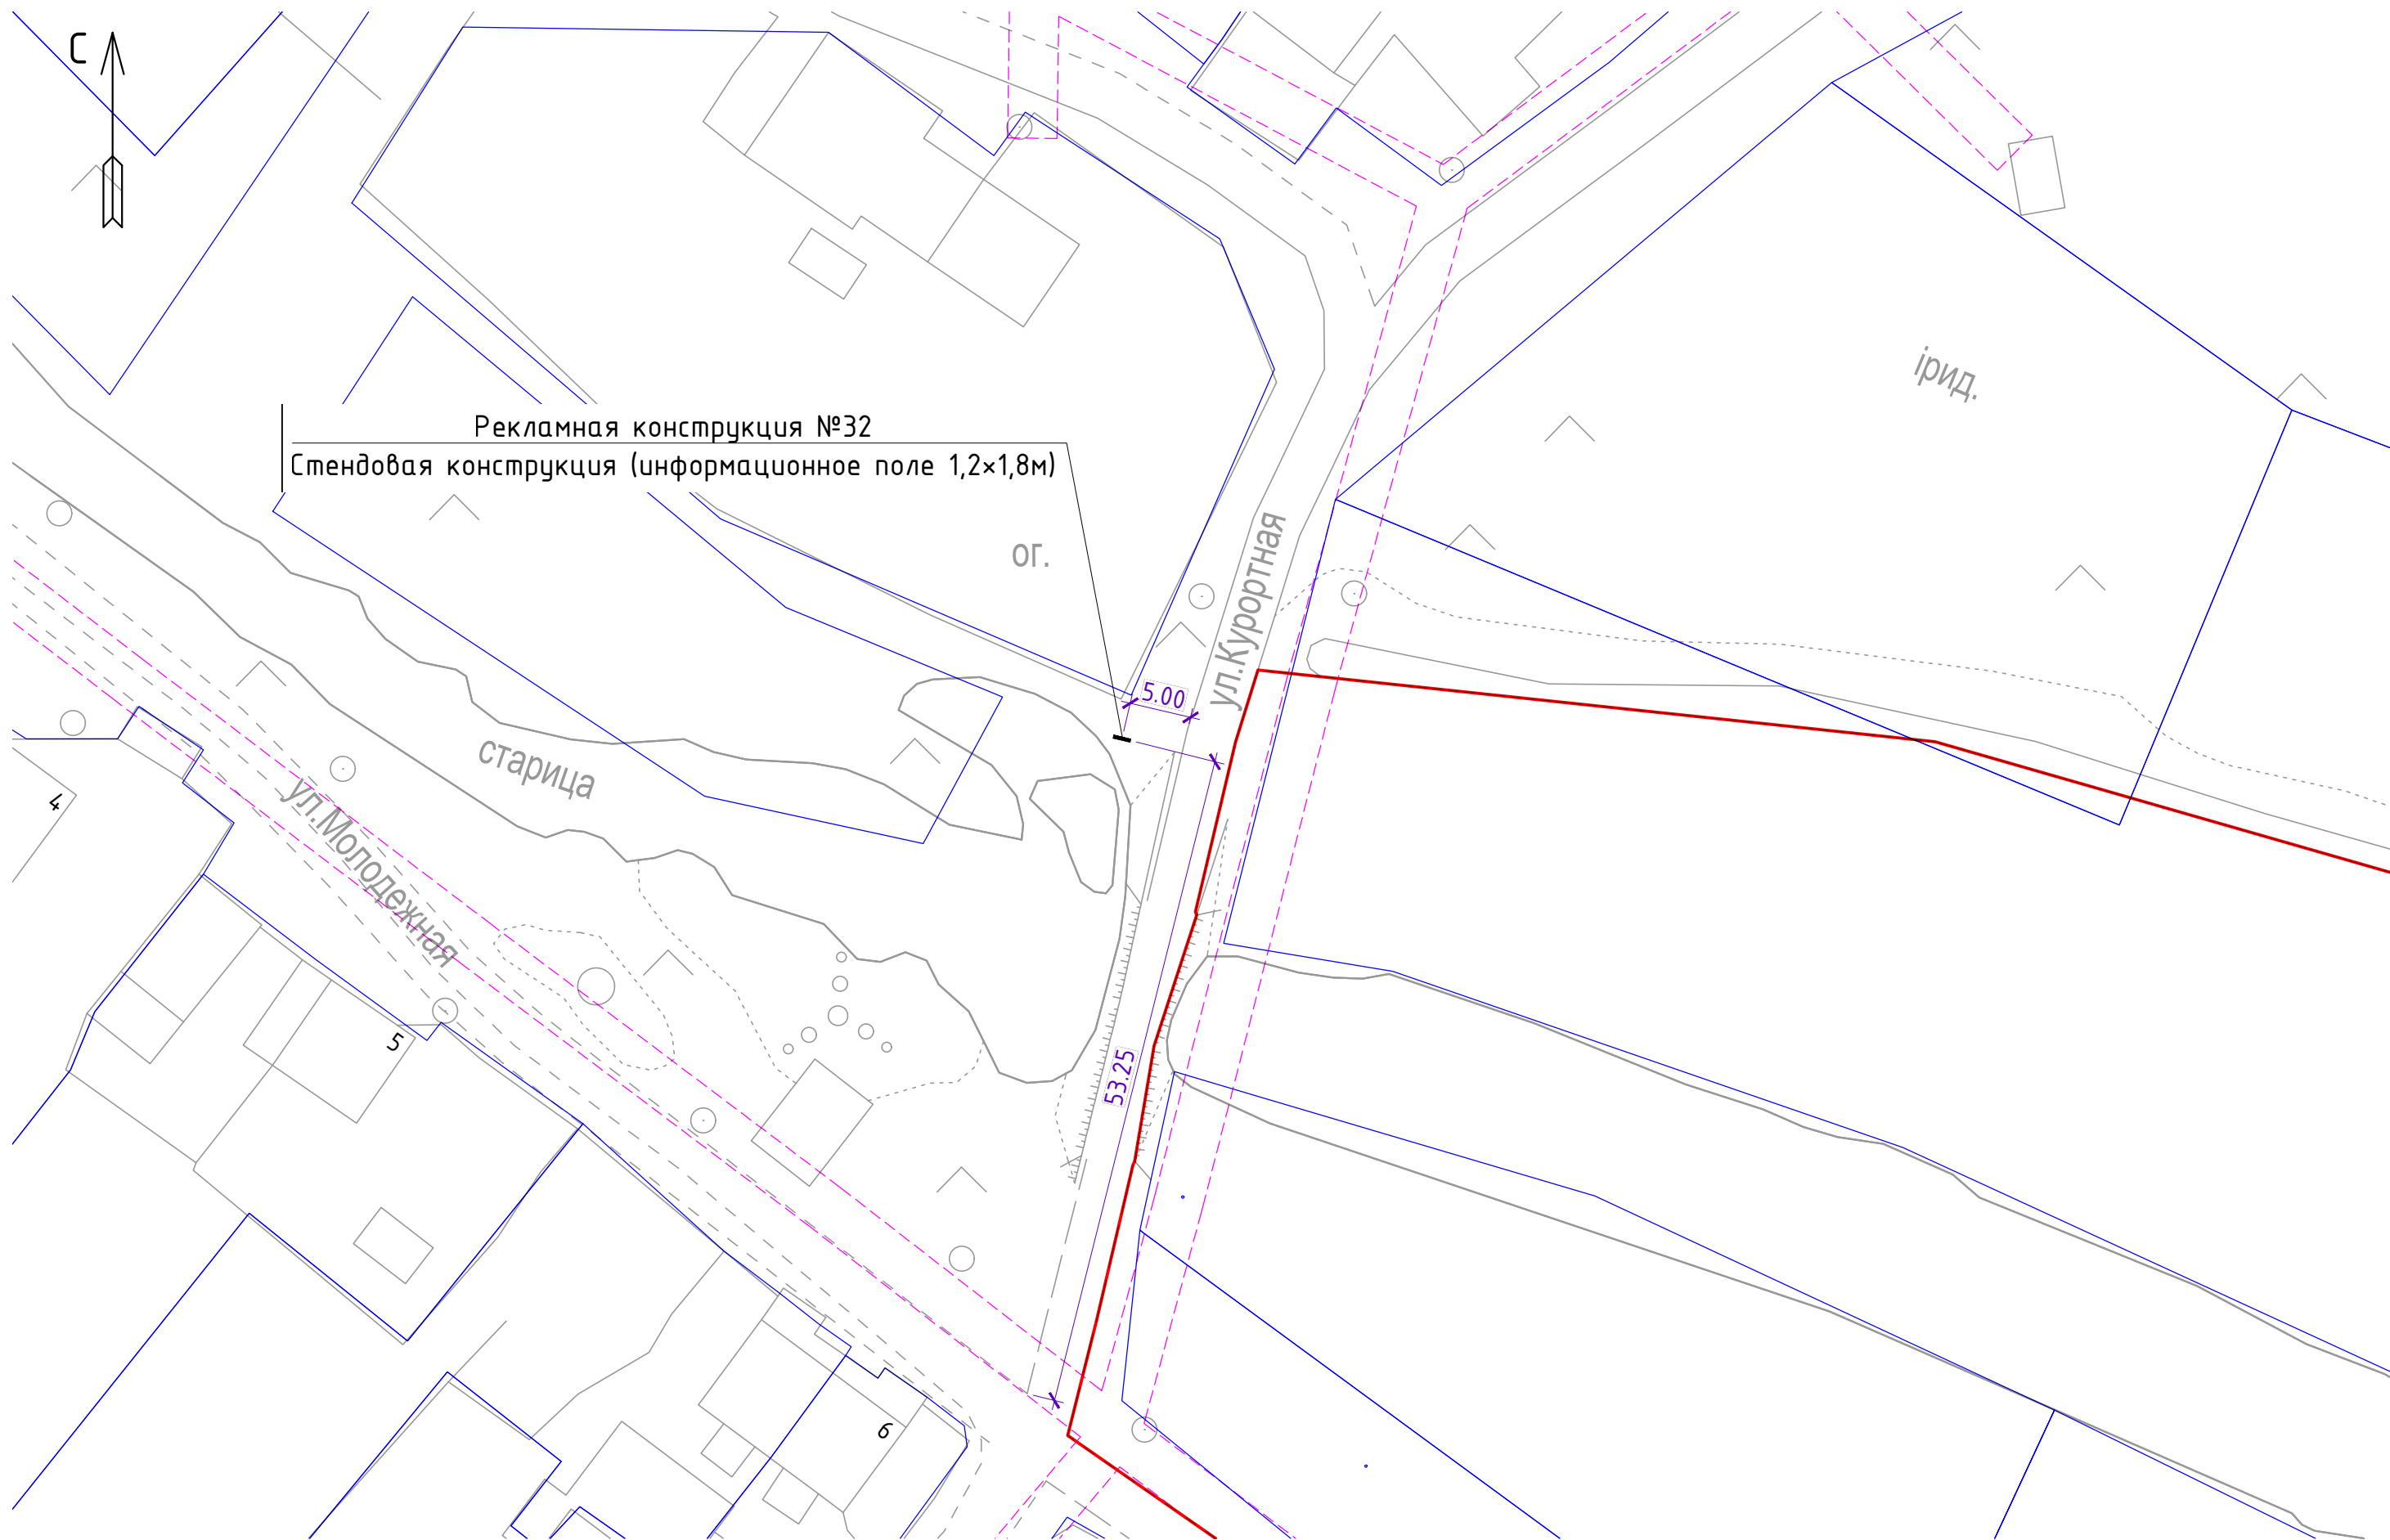 С
Рекламная конструкция №32
Стендовая конструкция (информационное поле 1,2×1,8м)
ірид.
ог.
ул.Курортная
5.00
старица
4
ул.Молодежная
5
53.25
6